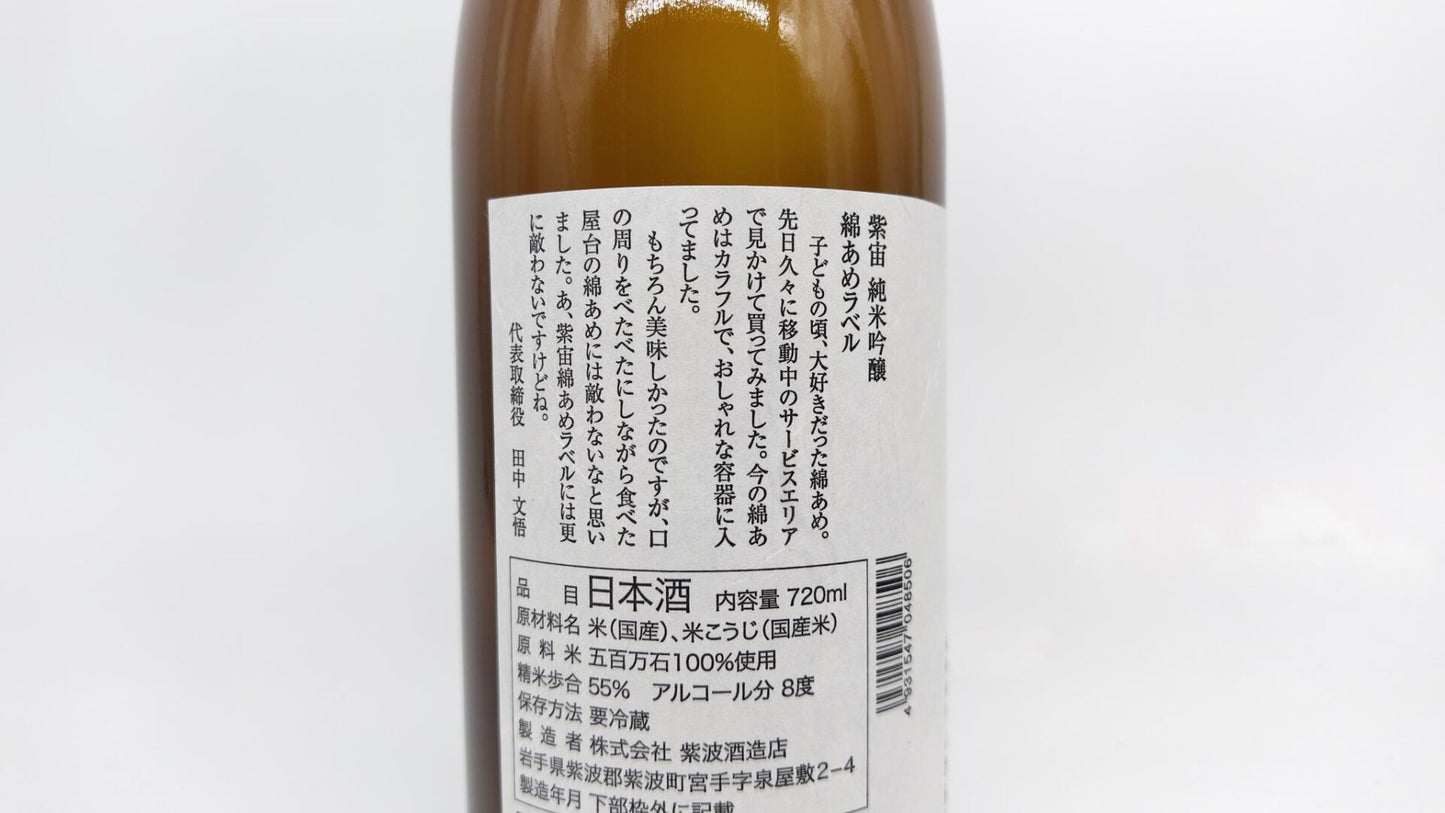 紫宙 純米吟醸
綿あめラベル
子どもの頃、大好きだった綿あめ。
先日久々に移動中のサービスエリア
で見かけて買ってみました。今の綿あ
めはカラフルで、おしゃれな容器に入
ってました。
もちろん美味しかったのですが、口
の周りをべたべたにしながら食べた
屋台の綿あめには敵わないなと思い
ました。あ、紫宙綿あめラベルには更
に敵わないですけどね。
代表取締役 田中 文悟
品目 日本酒 内容量 720ml
原材料名 米(国産)、米こうじ(国産米)
原料米 五百万石100%使用
精米歩合 55% アルコール分 8度
保存方法 要冷蔵
製造者 株式会社 紫波酒造店
岩手県紫波郡紫波町宮手字泉屋敷2-4
製造年月 下部枠外に記載
4 931547 048506